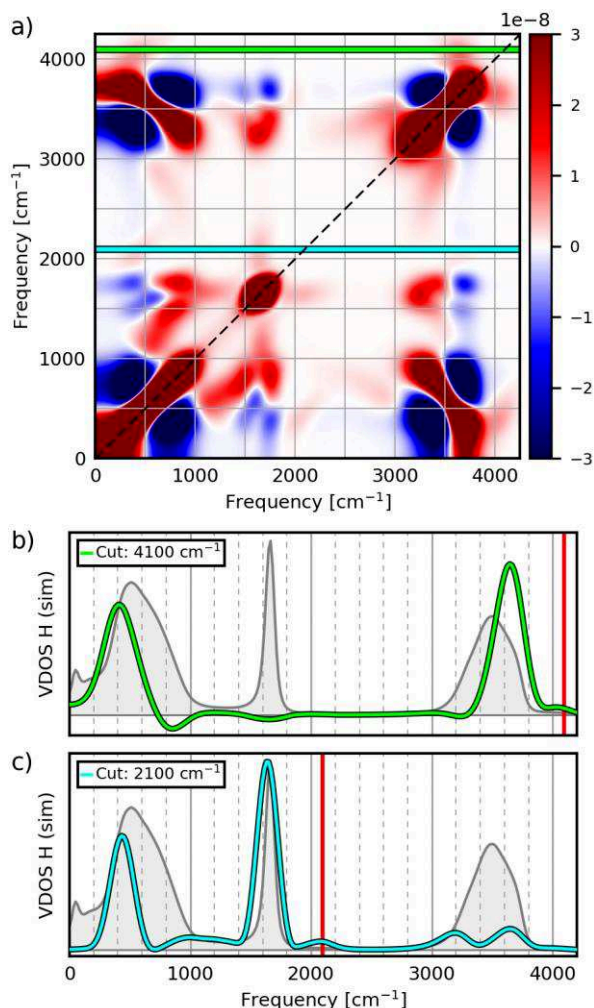 a)
1e−8
4000
3000
2000
1000
0
Frequency [cm⁻¹]
0 1000 2000 3000 4000
Frequency [cm⁻¹]
3
2
1
0
−1
−2
−3
b)
Cut: 4100 cm⁻¹
VDOS H (sim)
c)
Cut: 2100 cm⁻¹
VDOS H (sim)
0 1000 2000 3000 4000
Frequency [cm⁻¹]